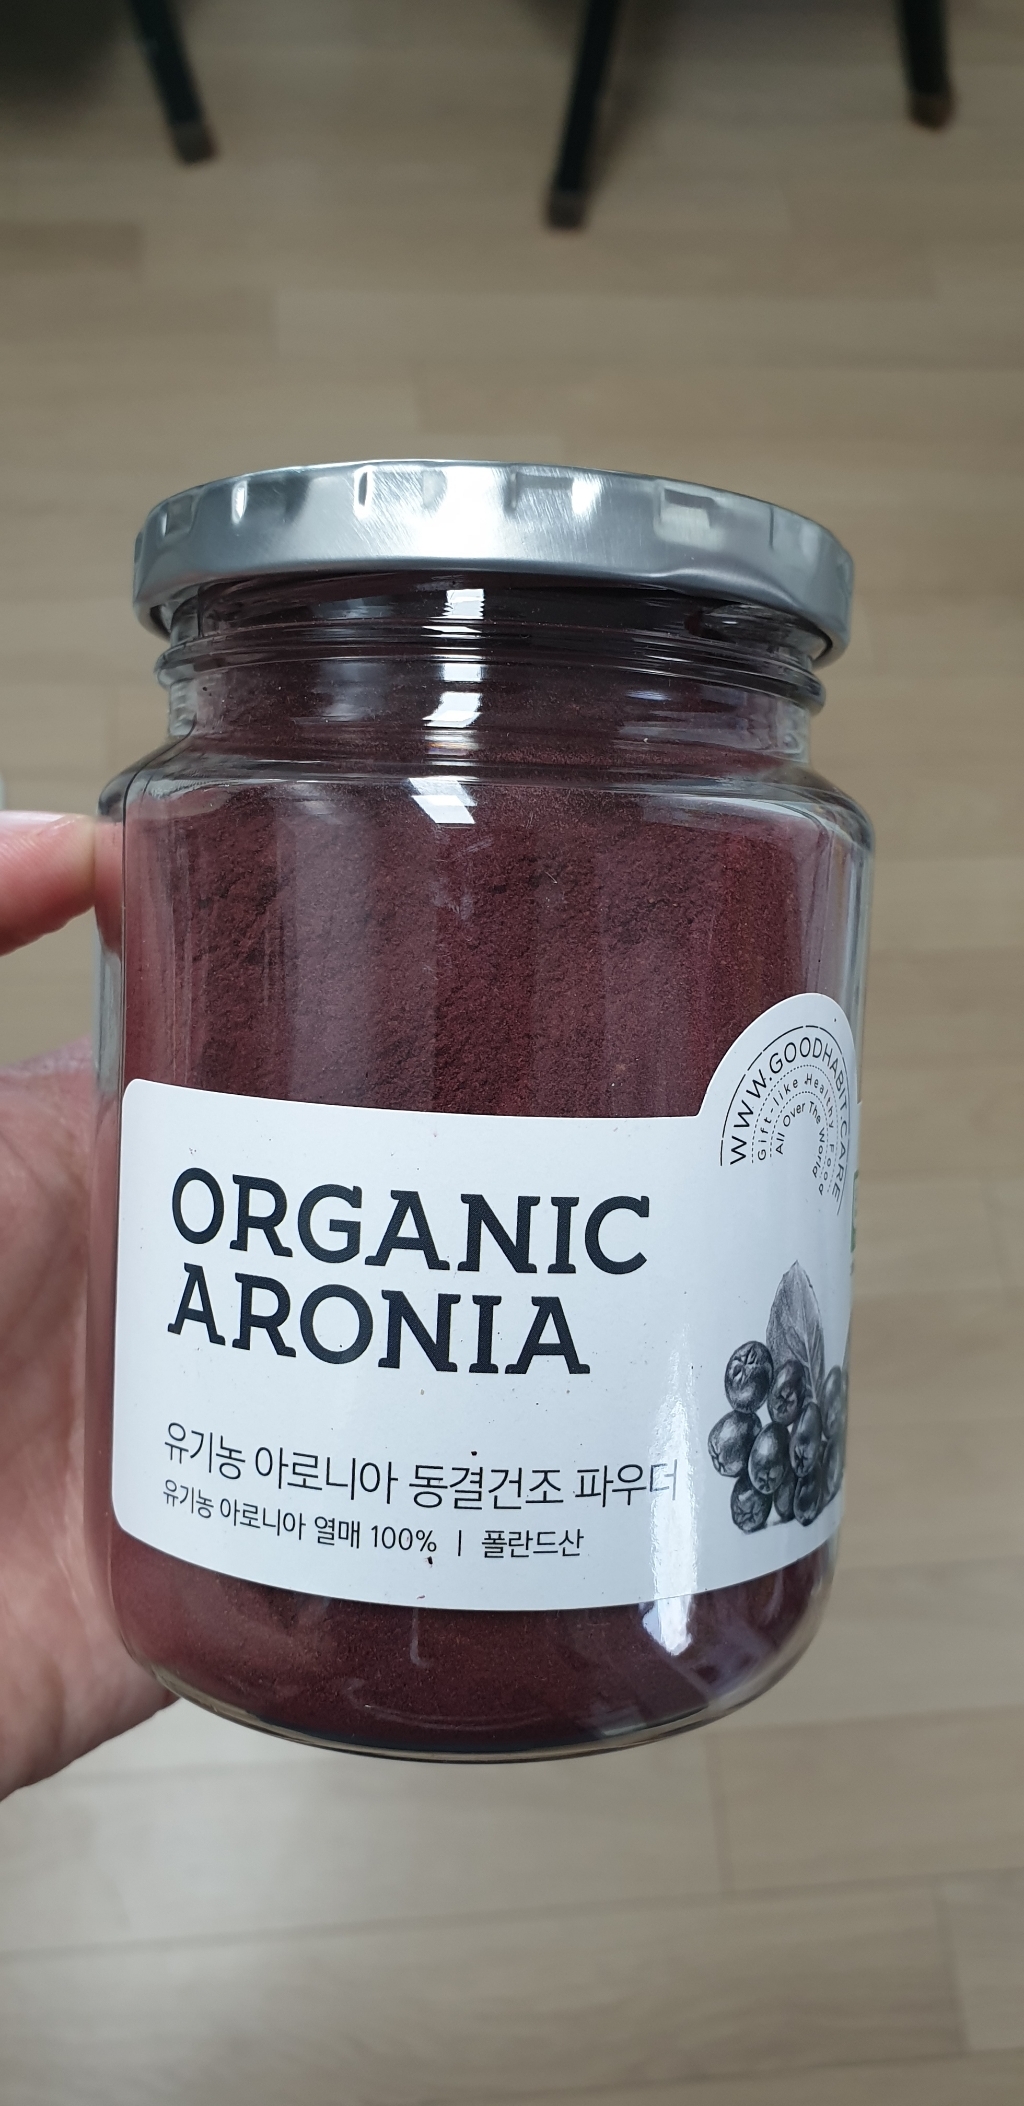 WWW.GOODHABIT.CARE
Gift-like Healthy Food
All Over The World
ORGANIC
ARONIA
유기농 아로니아 동결건조 파우더
유기농 아로니아 열매 100% | 폴란드산